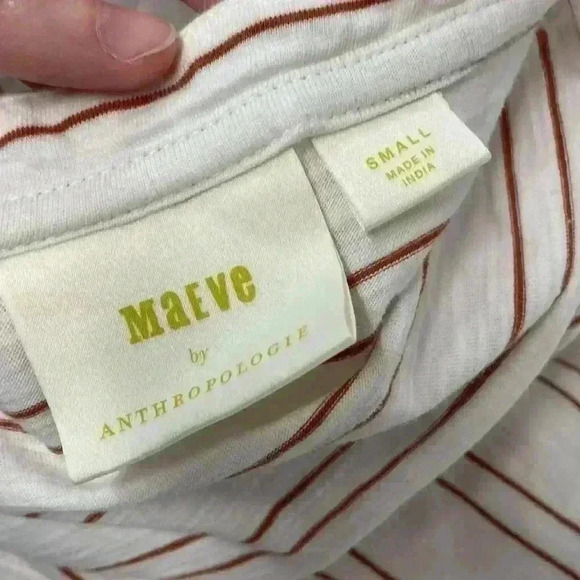 MaEVe
by
ANTHROPOLOGIE
SMALL
MADE IN
INDIA